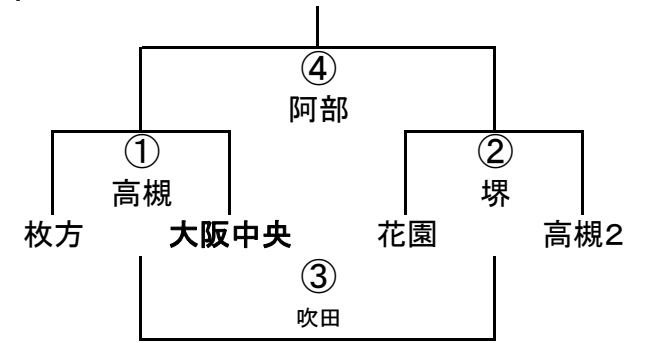 ④
阿部
① ②
高槻 堺
枚方 大阪中央 花園 高槻２
③
吹田